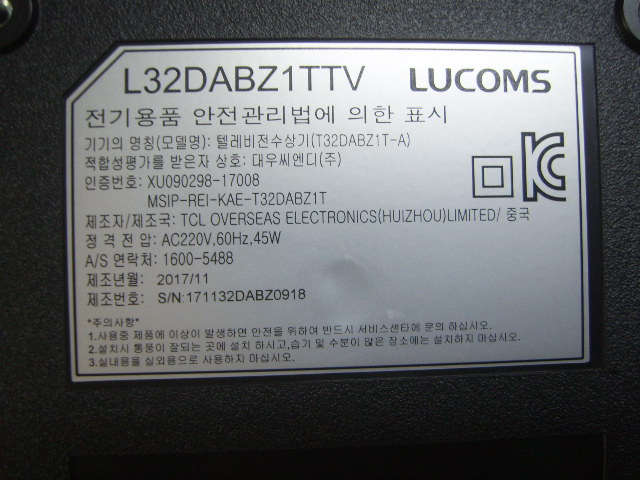 L32DABZ1TTV LUCOMS
전기용품 안전관리법에 의한 표시
기기의 명칭(모델명): 텔레비전수상기(T32DABZ1T-A)
적합성평가를 받은자 상호: 대우씨엔디(주)
인증번호: XU090298-17008
MSIP-REI-KAE-T32DABZ1T
제조자/제조국: TCL OVERSEAS ELECTRONICS(HUIZHOU)LIMITED/ 중국
정 격 전 압: AC220V,60Hz,45W
A/S 연락처: 1600-5488
제조년월: 2017/11
제조번호: S/N:171132DABZ0918
*주의사항*
1.사용중 제품에 이상이 발생하면 안전을 위하여 반드시 서비스센타에 문의 하십시오.
2.설치시 통풍이 잘되는 곳에 설치 하시고,습기 및 수분이 많은 장소에는 설치하지 마십시오.
3.실내용을 실외용으로 사용하지 마십시오.